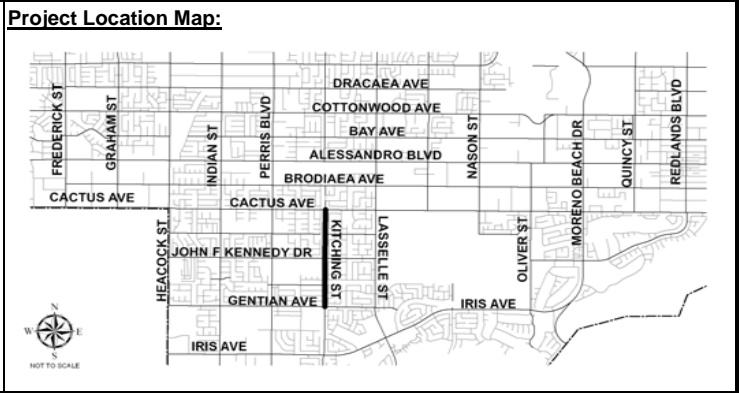 Project Location Map:
DRACAEA AVE
COTTONWOOD AVE
BAY AVE
ALESSANDRO BLVD
BRODIAEA AVE
FREDERICK ST
GRAHAM ST
INDIAN ST
PERRIS BLVD
NASON ST
MORENO BEACH DR
QUINCY ST
REDLANDS BLVD
CACTUS AVE
CACTUS AVE
HEACOCK ST
JOHN F KENNEDY DR
KITCHING ST
LASSELLE ST
OLIVER ST
GENTIAN AVE
IRIS AVE
IRIS AVE
N
W
E
S
NOT TO SCALE